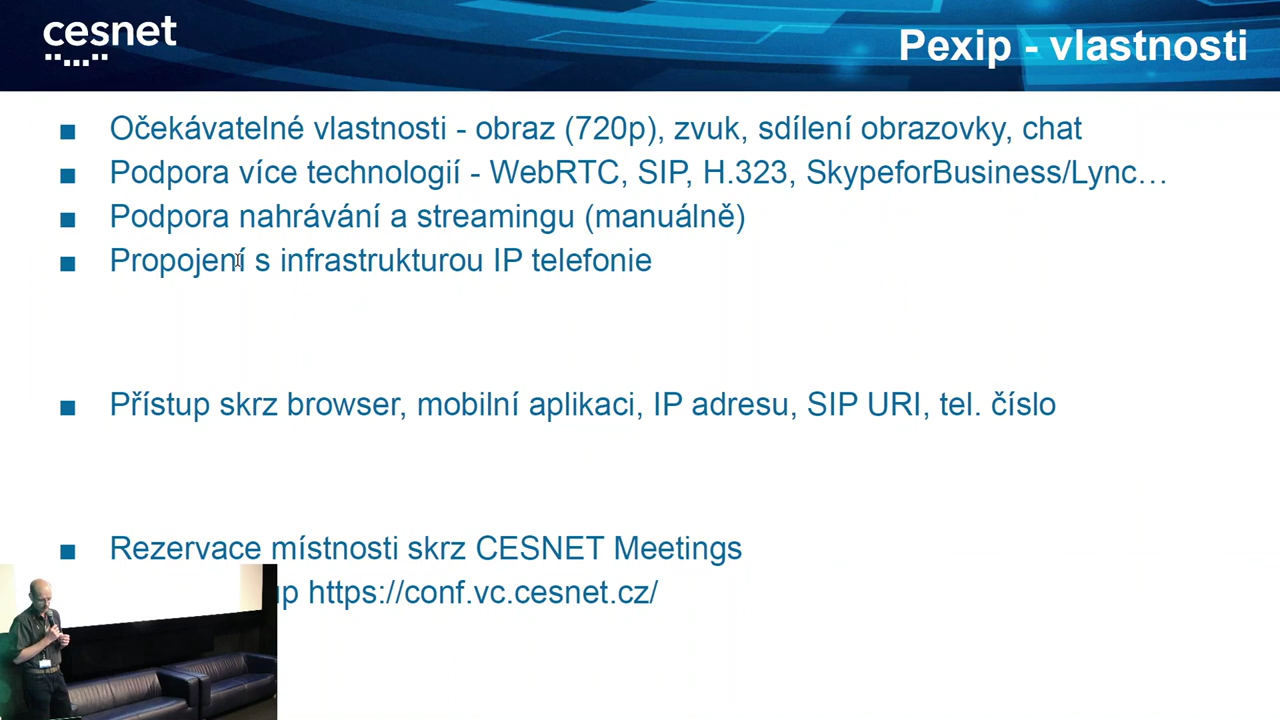 cesnet
Pexip - vlastnosti
Očekávatelné vlastnosti - obraz (720p), zvuk, sdílení obrazovky, chat
Podpora více technologií - WebRTC, SIP, H.323, SkypeforBusiness/Lync…
Podpora nahrávání a streamingu (manuálně)
Propojení s infrastrukturou IP telefonie
Přístup skrz browser, mobilní aplikaci, IP adresu, SIP URI, tel. číslo
Rezervace místnosti skrz CESNET Meetings
https://conf.vc.cesnet.cz/